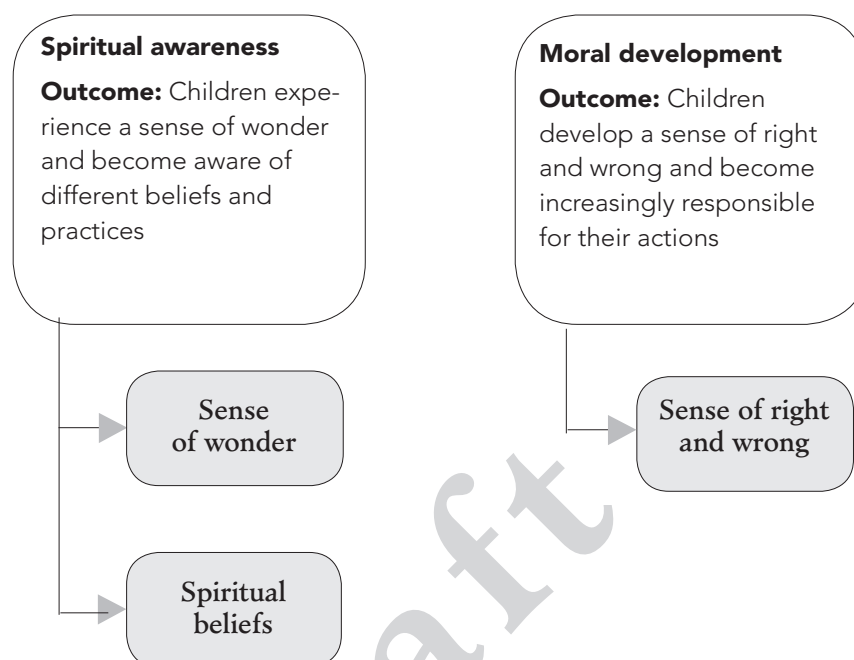 Spiritual awareness
Outcome: Children expe-
rience a sense of wonder
and become aware of
different beliefs and
practices
Sense
of wonder
Spiritual
beliefs
Moral development
Outcome: Children
develop a sense of right
and wrong and become
increasingly responsible
for their actions
Sense of right
and wrong
aft